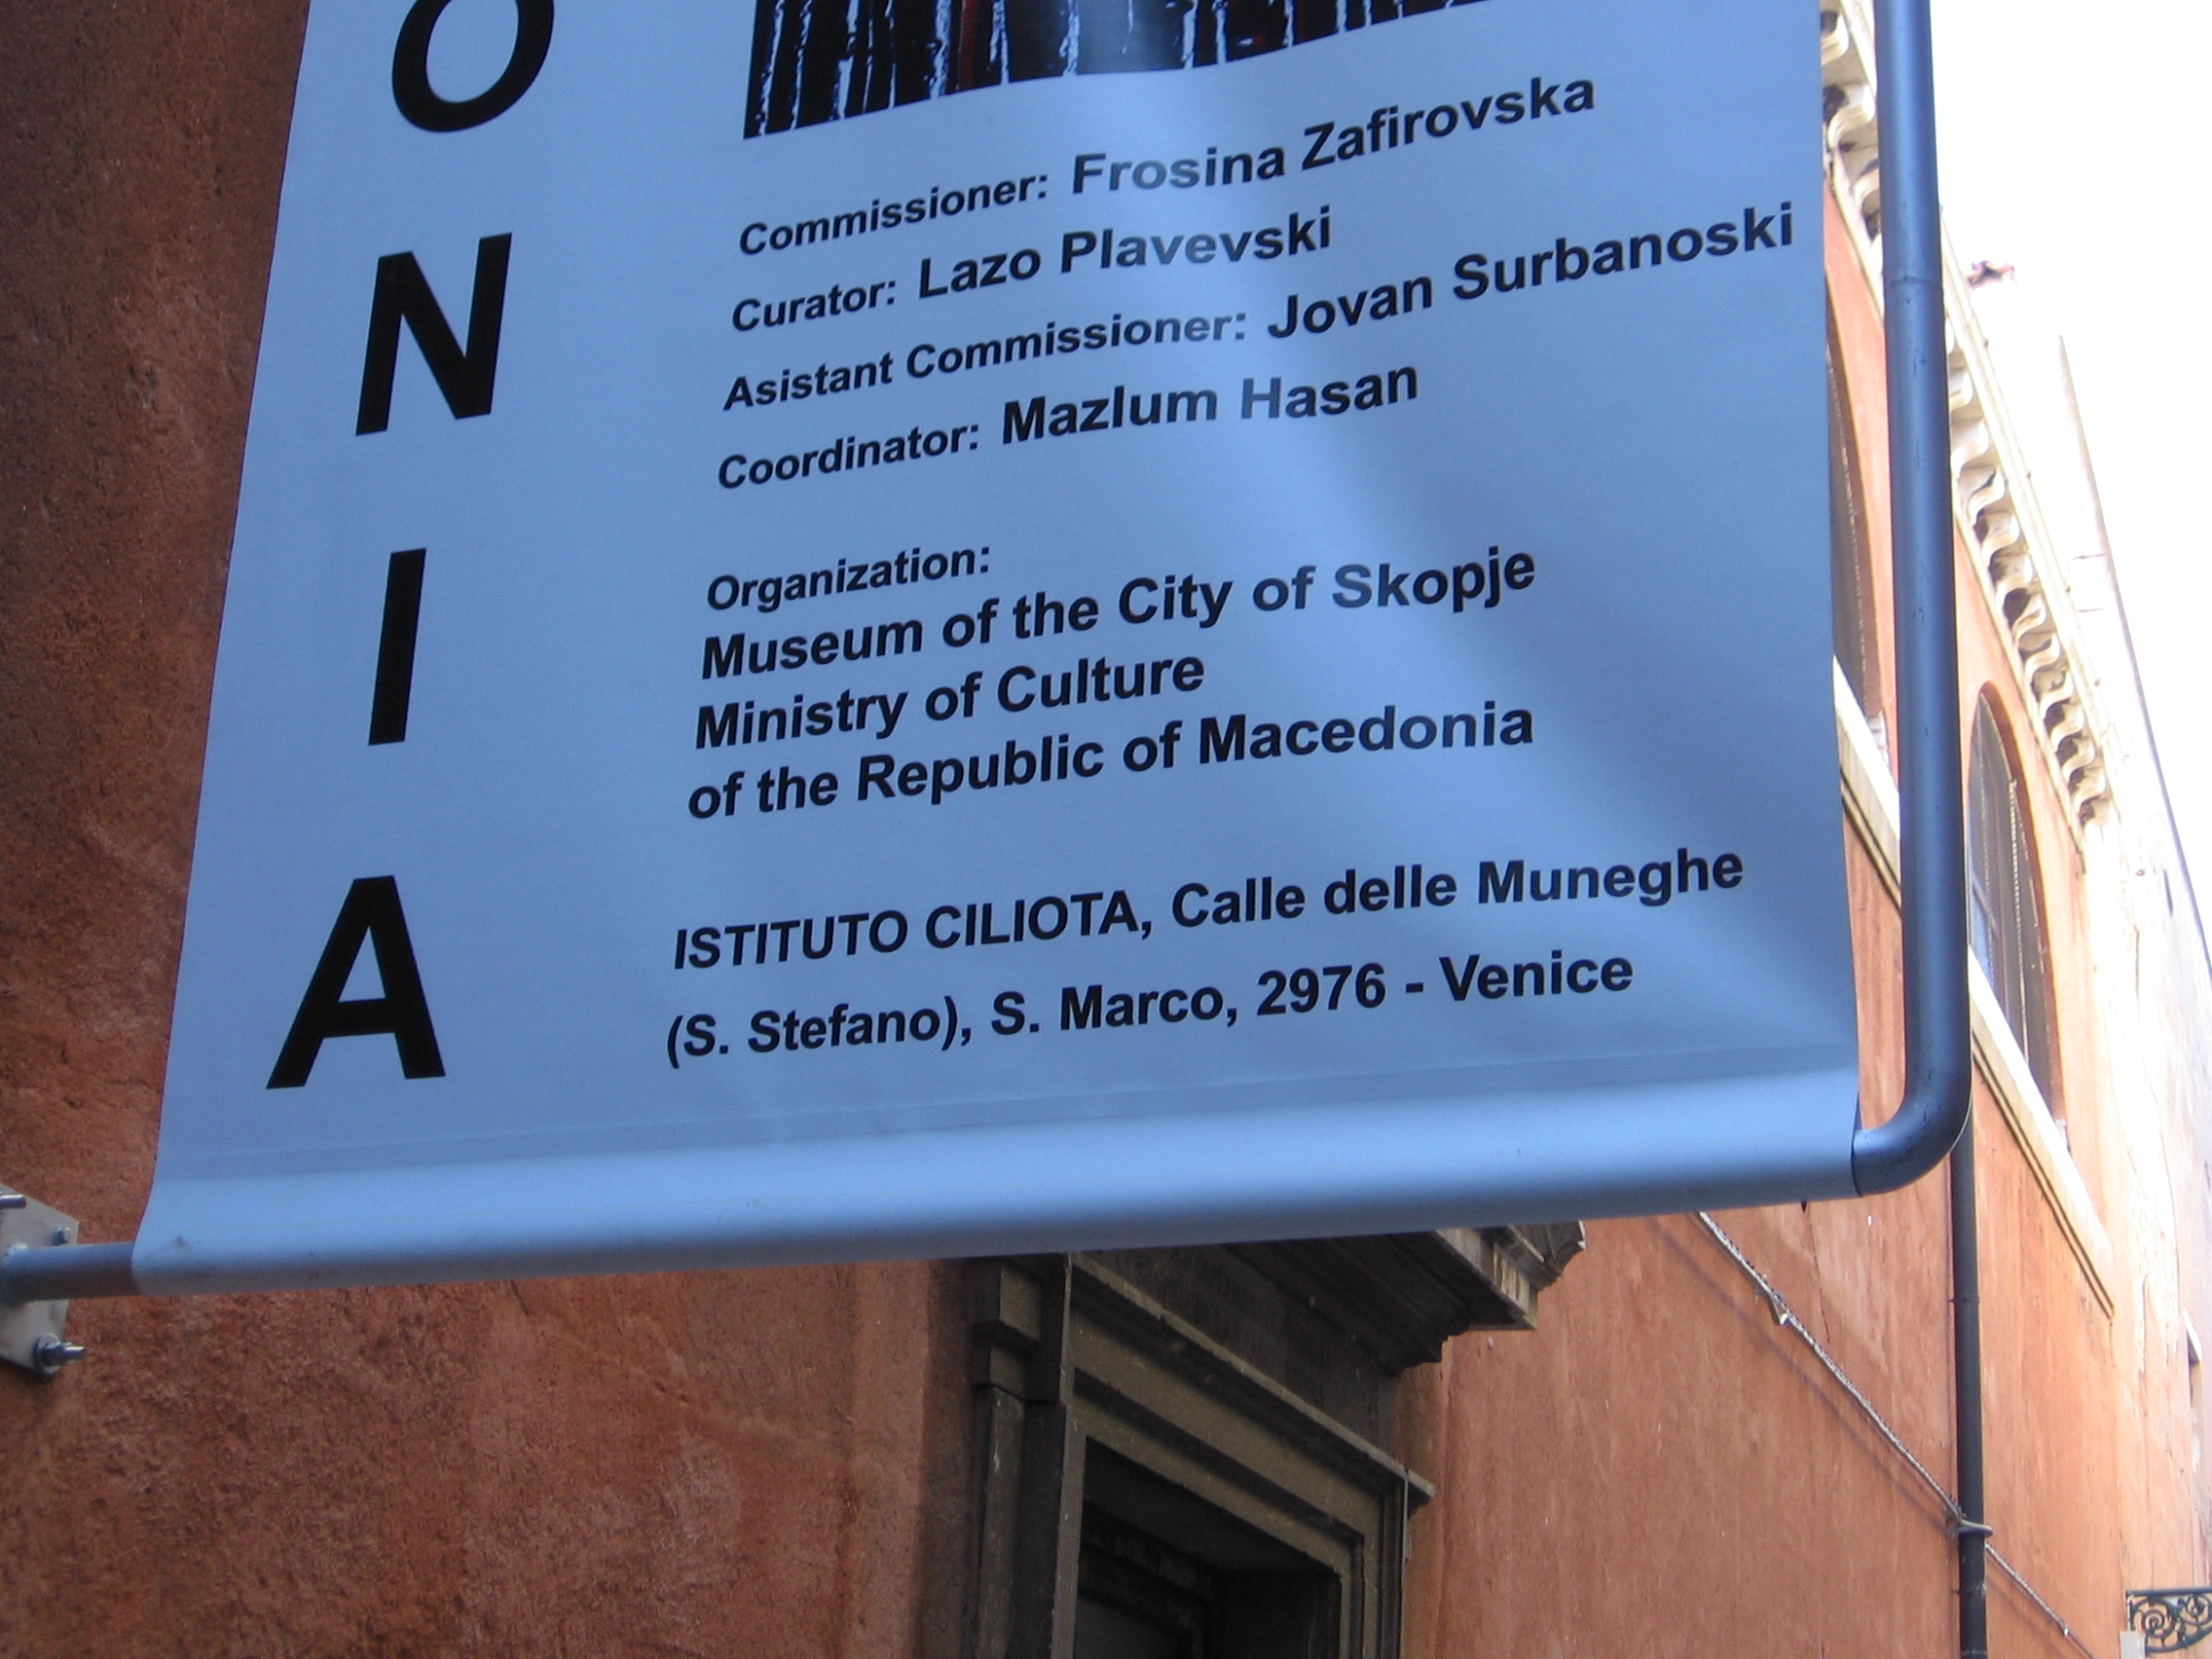 O
N
I
A
Commissioner: Frosina Zafirovska
Curator: Lazo Plavevski
Asistant Commissioner: Jovan Surbanoski
Coordinator: Mazlum Hasan
Organization:
Museum of the City of Skopje
Ministry of Culture
of the Republic of Macedonia
ISTITUTO CILIOTA, Calle delle Muneghe
(S. Stefano), S. Marco, 2976 - Venice